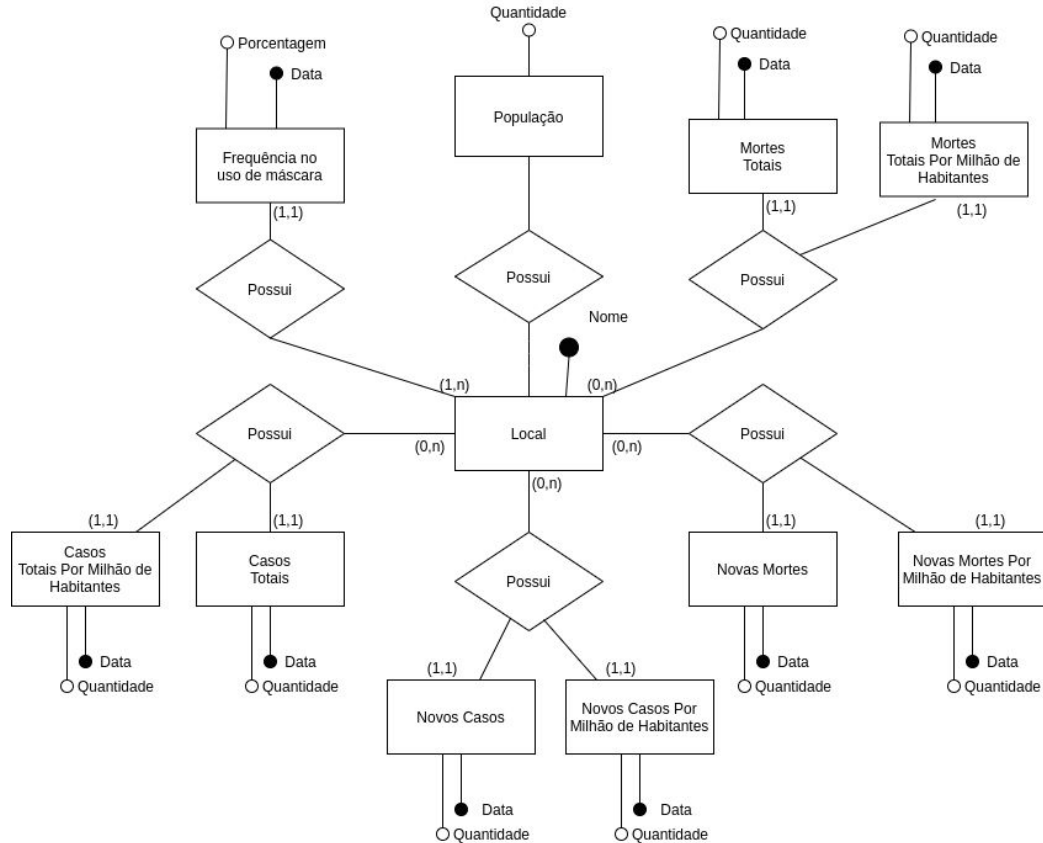 Quantidade
Porcentagem
Data
População
Quantidade
Data
Quantidade
Data
Frequência no
uso de máscara
(1,1)
Mortes
Totais
(1,1)
Mortes
Totais Por Milhão de
Habitantes
(1,1)
Possui
Possui
Possui
Nome
(1,n)
(0,n)
Possui
(0,n)
Local
(0,n)
(0,n)
Possui
(1,1)
(1,1)
(1,1)
(1,1)
Casos
Totais Por Milhão de
Habitantes
Casos
Totais
Possui
Novas Mortes
Novas Mortes Por
Milhão de Habitantes
Data
Quantidade
Data
Quantidade
(1,1)
(1,1)
Data
Quantidade
Data
Quantidade
Novos Casos
Novos Casos Por
Milhão de Habitantes
Data
Quantidade
Data
Quantidade